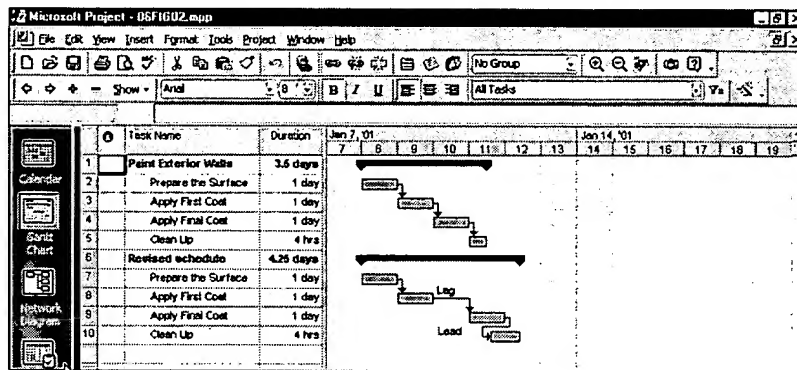 Microsoft Project - 08FIG02.mpp
File Edit View Insert Format Tools Project Window Help
No Group
Show Arial 8 B I U All Tasks
Task Name Duration Jan 7, '01 Jan 14, '01
7 8 9 10 11 12 13 14 15 16 17 18 19
1 Paint Exterior Walls 3.5 days
2 Prepare the Surface 1 day
3 Apply First Coat 1 day
4 Apply Final Coat 1 day
5 Clean Up 4 hrs
6 Revised schedule 4.25 days
7 Prepare the Surface 1 day
8 Apply First Coat 1 day Lag
9 Apply Final Coat 1 day
10 Clean Up 4 hrs Lead
Calendar
Gantt
Chart
Network
Diagram